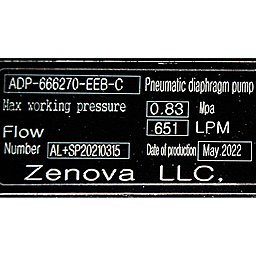 ADP-666270-EEB-C Pneumatic diaphragm pump
Max working pressure 0.83 Mpa
Flow 651 LPM
Number AL+SP20210315 Date of production May.2022
Zenova LLC.